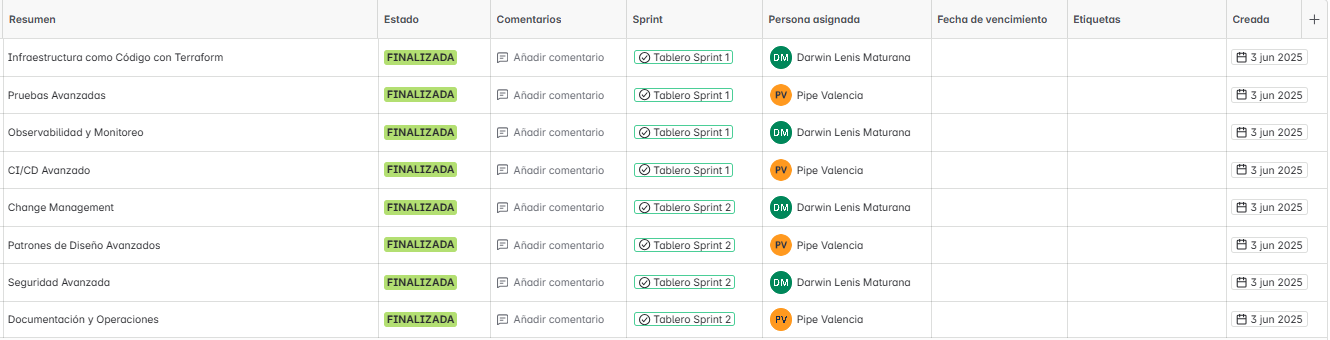 Resumen Estado Comentarios Sprint Persona asignada Fecha de vencimiento Etiquetas Creada
Infraestructura como Código con Terraform FINALIZADA Añadir comentario Tablero Sprint 1 DM Darwin Lenis Maturana 3 jun 2025
Pruebas Avanzadas FINALIZADA Añadir comentario Tablero Sprint 1 PV Pipe Valencia 3 jun 2025
Observabilidad y Monitoreo FINALIZADA Añadir comentario Tablero Sprint 1 DM Darwin Lenis Maturana 3 jun 2025
CI/CD Avanzado FINALIZADA Añadir comentario Tablero Sprint 1 PV Pipe Valencia 3 jun 2025
Change Management FINALIZADA Añadir comentario Tablero Sprint 2 DM Darwin Lenis Maturana 3 jun 2025
Patrones de Diseño Avanzados FINALIZADA Añadir comentario Tablero Sprint 2 PV Pipe Valencia 3 jun 2025
Seguridad Avanzada FINALIZADA Añadir comentario Tablero Sprint 2 DM Darwin Lenis Maturana 3 jun 2025
Documentación y Operaciones FINALIZADA Añadir comentario Tablero Sprint 2 PV Pipe Valencia 3 jun 2025